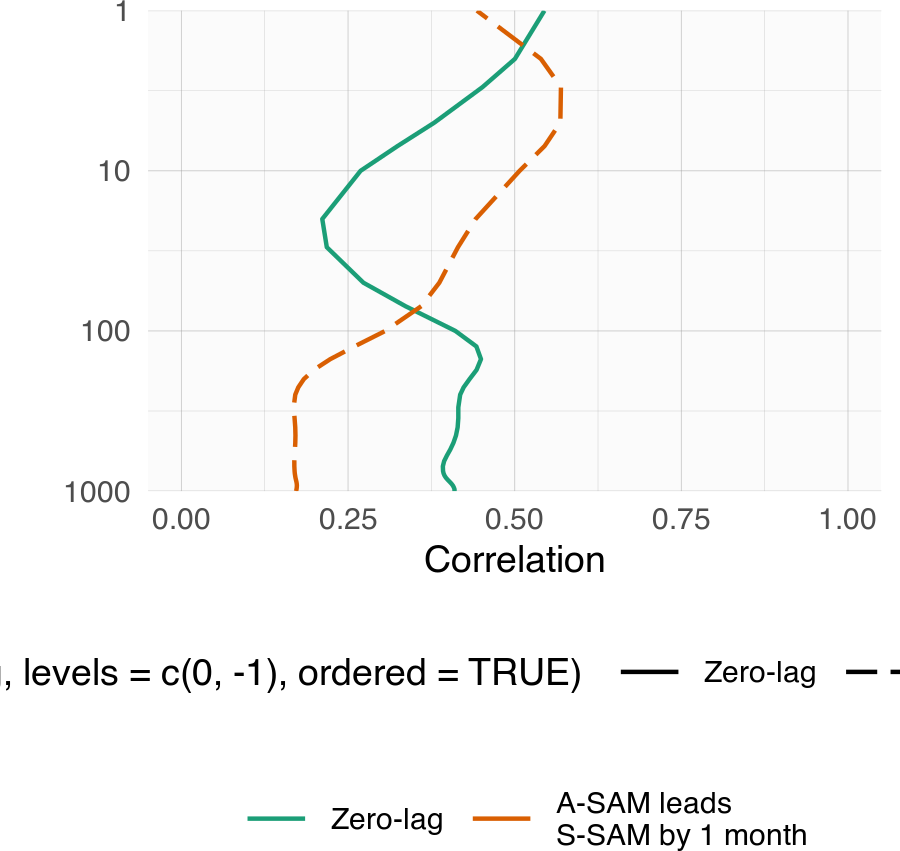 1
10
100
1000
0.00 0.25 0.50 0.75 1.00
Correlation
, levels = c(0, -1), ordered = TRUE) Zero-lag
Zero-lag A-SAM leads
S-SAM by 1 month